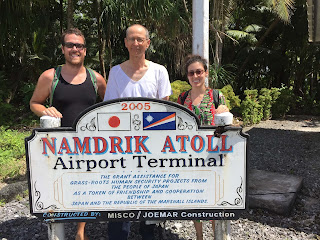 2005
NAMDRIK ATOLL
Airport Terminal
THE GRANT ASSISTANCE FOR
GRASS-ROOTS HUMAN SECURITY PROJECTS FROM
THE PEOPLE OF JAPAN
AS A TOKEN OF FRIENDSHIP AND COOPERATION
BETWEEN
JAPAN AND THE REPUBLIC OF THE MARSHALL ISLANDS
CONSTRUCTED BY: MISCO/JOEMAR Construction